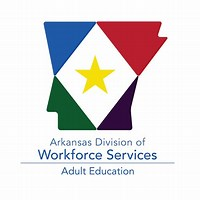 Arkansas Division of
Workforce Services
Adult Education